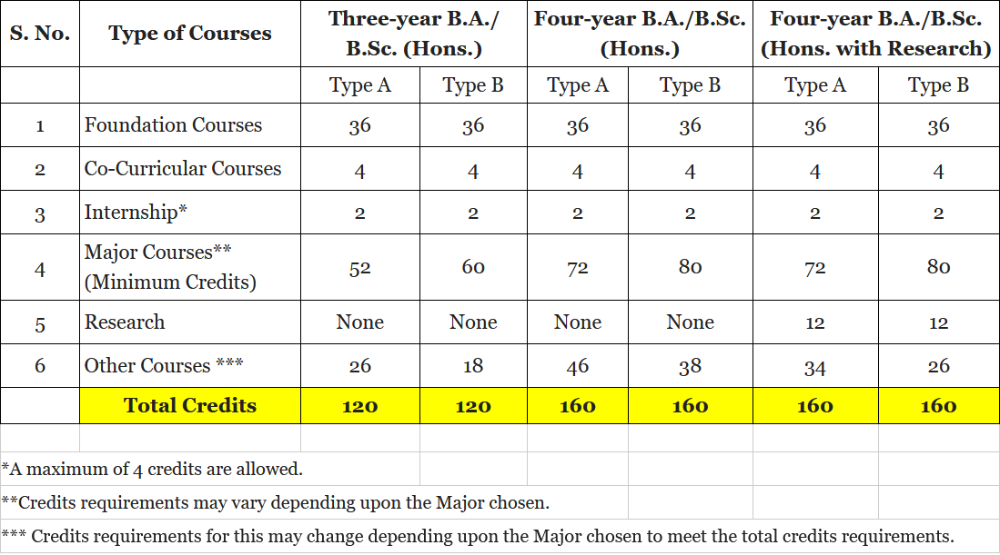 S. No. Type of Courses Three-year B.A./ B.Sc. (Hons.) Four-year B.A./B.Sc. (Hons.) Four-year B.A./B.Sc. (Hons. with Research)
Type A Type B Type A Type B Type A Type B
1 Foundation Courses 36 36 36 36 36 36
2 Co-Curricular Courses 4 4 4 4 4 4
3 Internship* 2 2 2 2 2 2
4 Major Courses** (Minimum Credits) 52 60 72 80 72 80
5 Research None None None None 12 12
6 Other Courses *** 26 18 46 38 34 26
Total Credits 120 120 160 160 160 160
*A maximum of 4 credits are allowed.
**Credits requirements may vary depending upon the Major chosen.
*** Credits requirements for this may change depending upon the Major chosen to meet the total credits requirements.